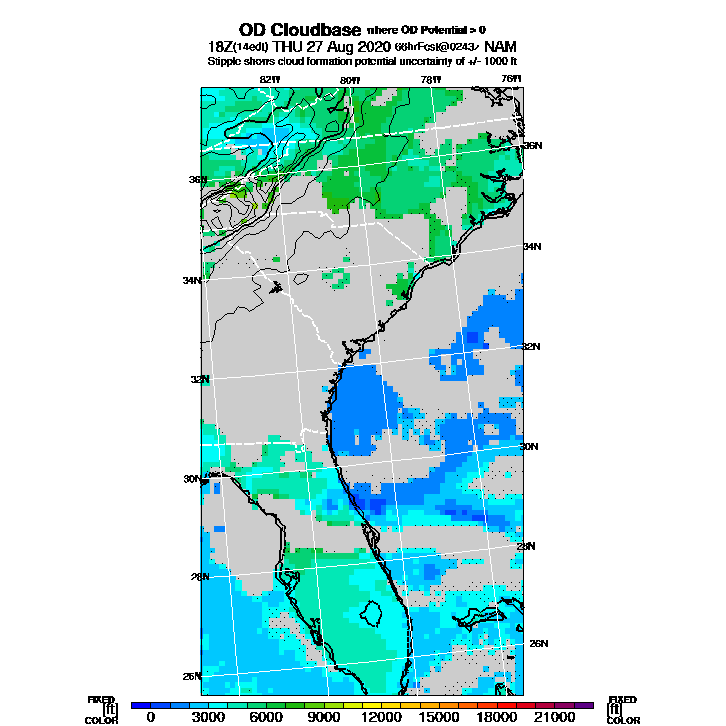 OD Cloudbase where OD Potential > 0
18Z(14edt) THU 27 Aug 2020 66hrFcst@0243z NAM
Stipple shows cloud formation potential uncertainty of +/- 1000 ft
82W 80W 78W 76W
36N
36N
34N
34N
32N
32N
30N
30N
28N
28N
26N
26N
FIXED FIXED
[ft] 0 3000 6000 9000 12000 15000 18000 21000 [ft]
COLOR COLOR